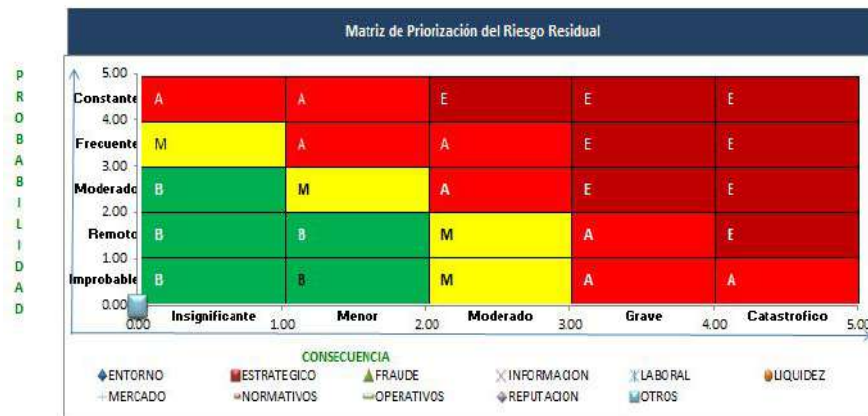 Matriz de Priorización del Riesgo Residual
PROBABILIDAD
5.00
Constante A A E E E
4.00
Frecuente M A A E E
3.00
Moderado B M A E E
2.00
Remoto B B M A E
1.00
Improbable B B M A A
0.00
0.00 Insignificante 1.00 Menor 2.00 Moderado 3.00 Grave 4.00 Catastrofico 5.00
CONSECUENCIA
ENTORNO ESTRATEGICO FRAUDE INFORMACION LABORAL LIQUIDEZ
MERCADO NORMATIVOS OPERATIVOS REPUTACION OTROS